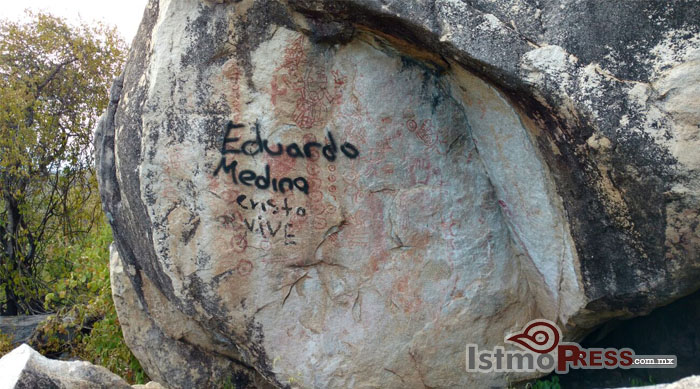 Eduardo
Medina
cristo
VIVE
IstmoPress.com.mx